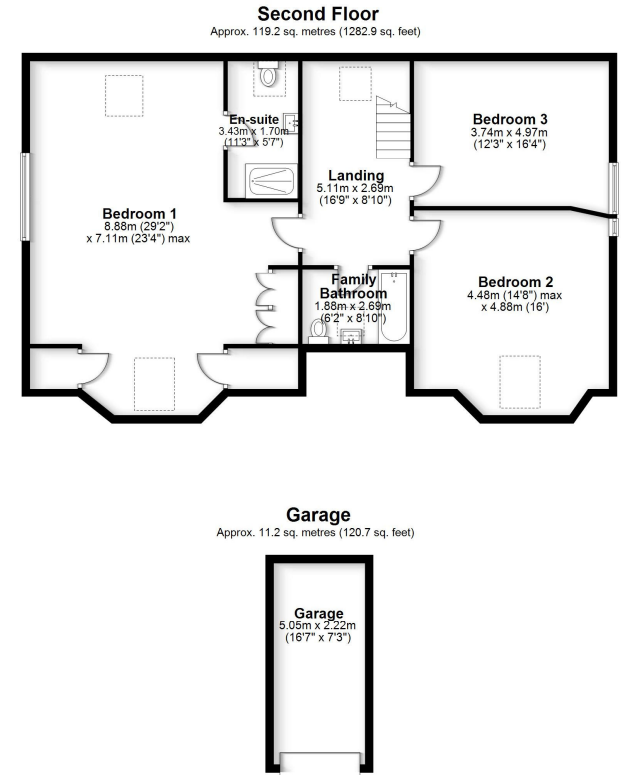 Second Floor
Approx. 119.2 sq. metres (1282.9 sq. feet)
En-suite
3.43m x 1.70m
(11'3" x 5'7")
Bedroom 3
3.74m x 4.97m
(12'3" x 16'4")
Landing
5.11m x 2.69m
(16'9" x 8'10")
Bedroom 1
8.88m (29'2")
x 7.11m (23'4") max
Family
Bathroom
1.88m x 2.69m
(6'2" x 8'10")
Bedroom 2
4.48m (14'8") max
x 4.88m (16')
Garage
Approx. 11.2 sq. metres (120.7 sq. feet)
Garage
5.05m x 2.22m
(16'7" x 7'3")